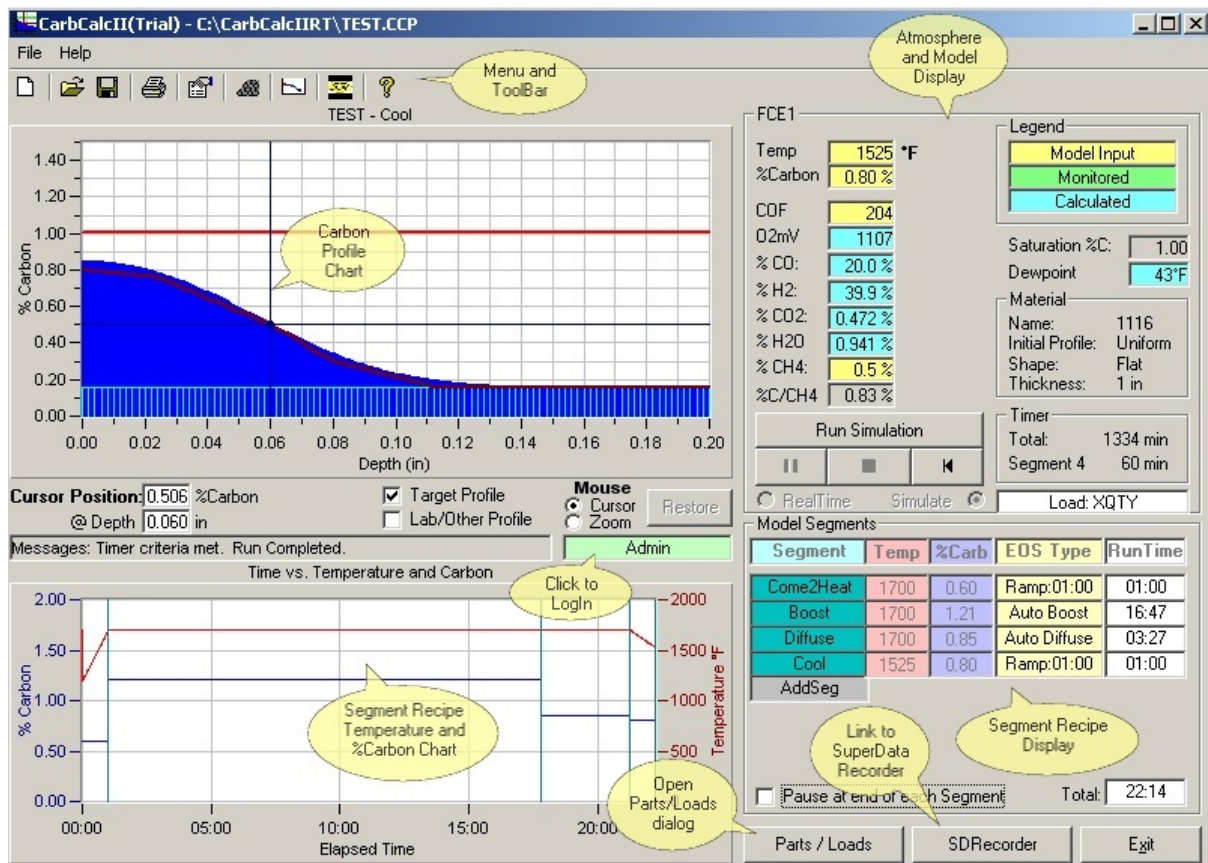 CarbCalcII(Trial) - C:\CarbCalcIIRT\TEST.CCP
File Help
Menu and
ToolBar
Atmosphere
and Model
Display
TEST - Cool
1.40
1.20
1.00
0.80
0.60
0.40
0.20
0.00
% Carbon
Carbon
Profile
Chart
0.00 0.02 0.04 0.06 0.08 0.10 0.12 0.14 0.16 0.18 0.20
Depth (in)
Cursor Position: 0.506 %Carbon
@ Depth 0.060 in
Target Profile
Lab/Other Profile
Mouse
Cursor
Zoom
Restore
Messages: Timer criteria met. Run Completed.
Admin
Click to
LogIn
Time vs. Temperature and Carbon
2.00
1.50
1.00
0.50
0.00
% Carbon
2000
1500
1000
500
Temperature °F
Segment Recipe
Temperature and
%Carbon Chart
00:00 05:00 10:00 15:00 20:00
Elapsed Time
FCE1
Temp 1525 °F
%Carbon 0.80 %
COF 204
O2mV 1107
% CO: 20.0 %
% H2: 39.9 %
% CO2: 0.472 %
% H2O 0.941 %
% CH4: 0.5 %
%C/CH4 0.83 %
Legend
Model Input
Monitored
Calculated
Saturation %C: 1.00
Dewpoint 43°F
Material
Name: 1116
Initial Profile: Uniform
Shape: Flat
Thickness: 1 in
Run Simulation
RealTime Simulate
Timer
Total: 1334 min
Segment 4 60 min
Load: XQTY
Model Segments
Segment Temp %Carb EOS Type RunTime
Come2Heat 1700 0.60 Ramp:01:00 01:00
Boost 1700 1.21 Auto Boost 16:47
Diffuse 1700 0.85 Auto Diffuse 03:27
Cool 1525 0.80 Ramp:01:00 01:00
AddSeg
Link to
SuperData
Recorder
Segment Recipe
Display
Open
Parts/Loads
dialog
Pause at end of each Segment
Total: 22:14
Parts / Loads SDRecorder Exit